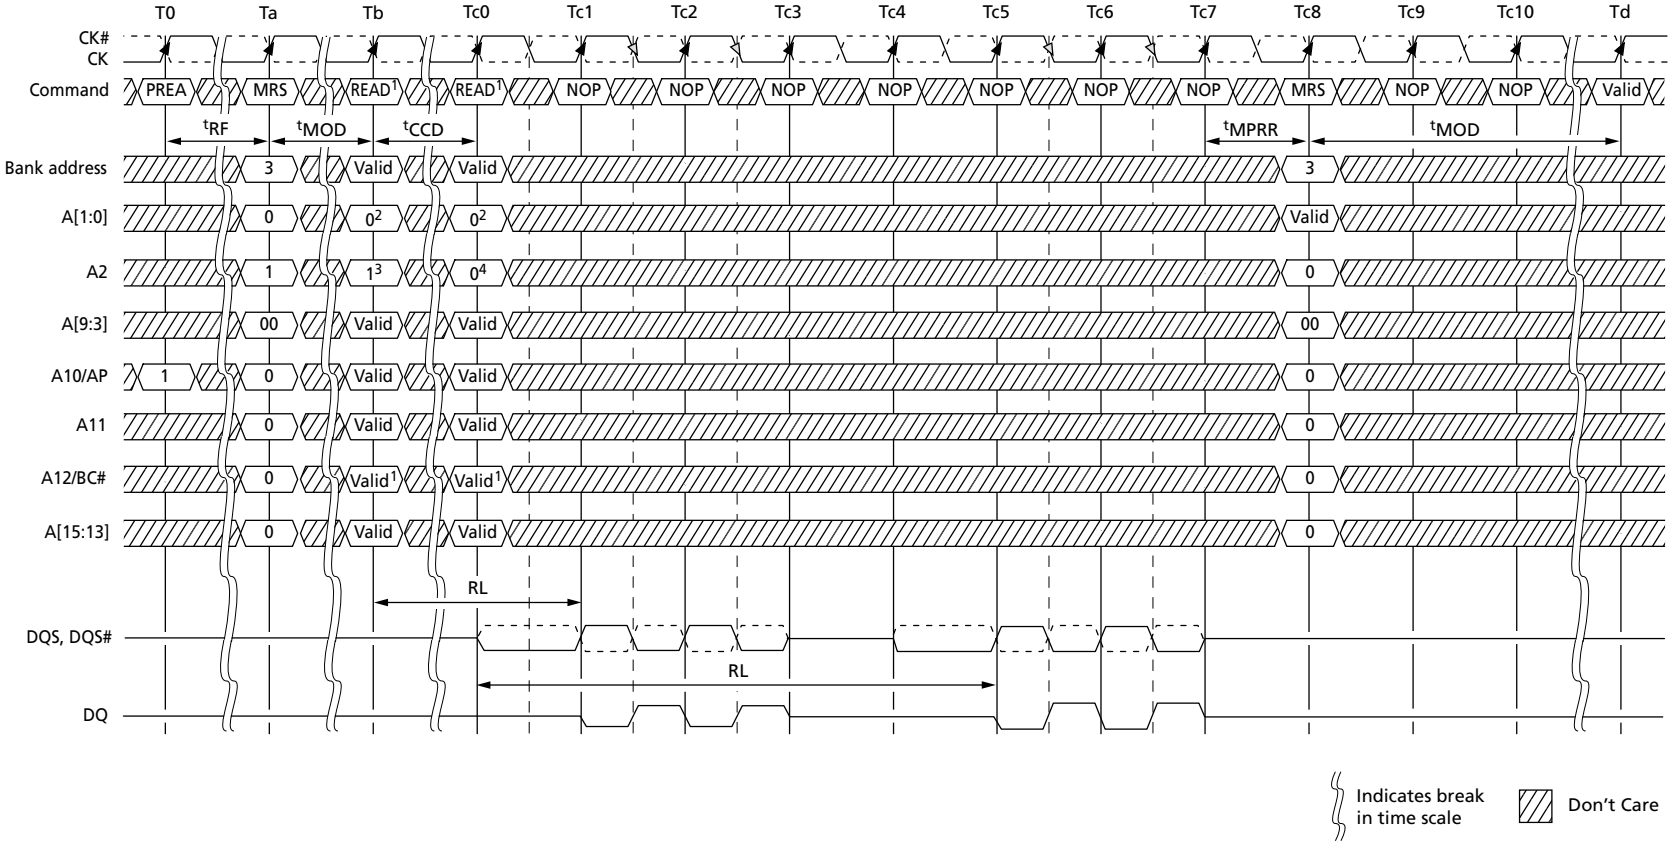 T0 Ta Tb Tc0 Tc1 Tc2 Tc3 Tc4 Tc5 Tc6 Tc7 Tc8 Tc9 Tc10 Td
CK#
CK
Command PREA MRS READ¹ READ¹ NOP NOP NOP NOP NOP NOP NOP MRS NOP NOP Valid
ᵗRF ᵗMOD ᵗCCD ᵗMPRR ᵗMOD
Bank address 3 Valid Valid 3
A[1:0] 0 0² 0² Valid
A2 1 1³ 0⁴ 0
A[9:3] 00 Valid Valid 00
A10/AP 1 0 Valid Valid 0
A11 0 Valid Valid 0
A12/BC# 0 Valid¹ Valid¹ 0
A[15:13] 0 Valid Valid 0
RL
DQS, DQS#
RL
DQ
Indicates break
in time scale
Don't Care